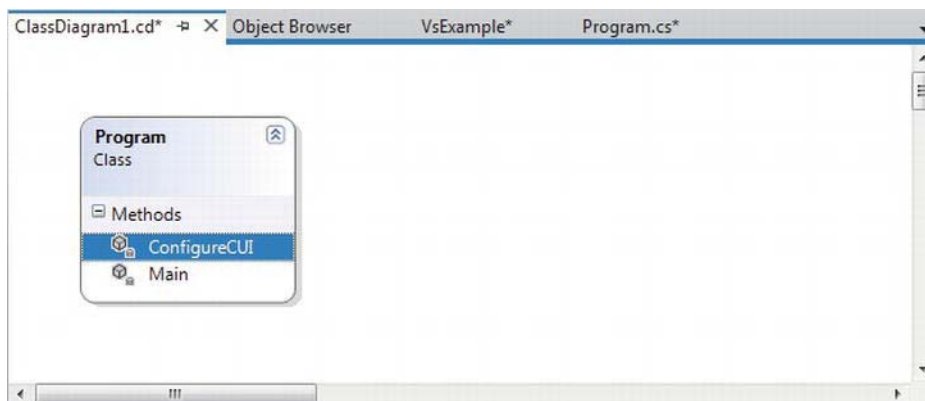 ClassDiagram1.cd* Object Browser VsExample* Program.cs*
Program
Class
Methods
ConfigureCUI
Main